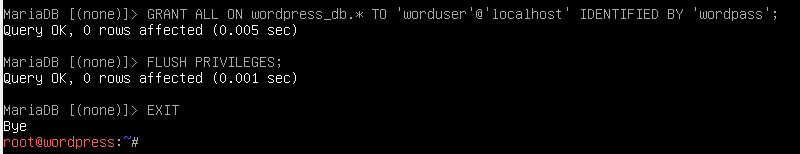 MariaDB [(none)]> GRANT ALL ON wordpress_db.* TO 'worduser'@'localhost' IDENTIFIED BY 'wordpass';
Query OK, 0 rows affected (0.005 sec)
MariaDB [(none)]> FLUSH PRIVILEGES;
Query OK, 0 rows affected (0.001 sec)
MariaDB [(none)]> EXIT
Bye
root@wordpress:~#